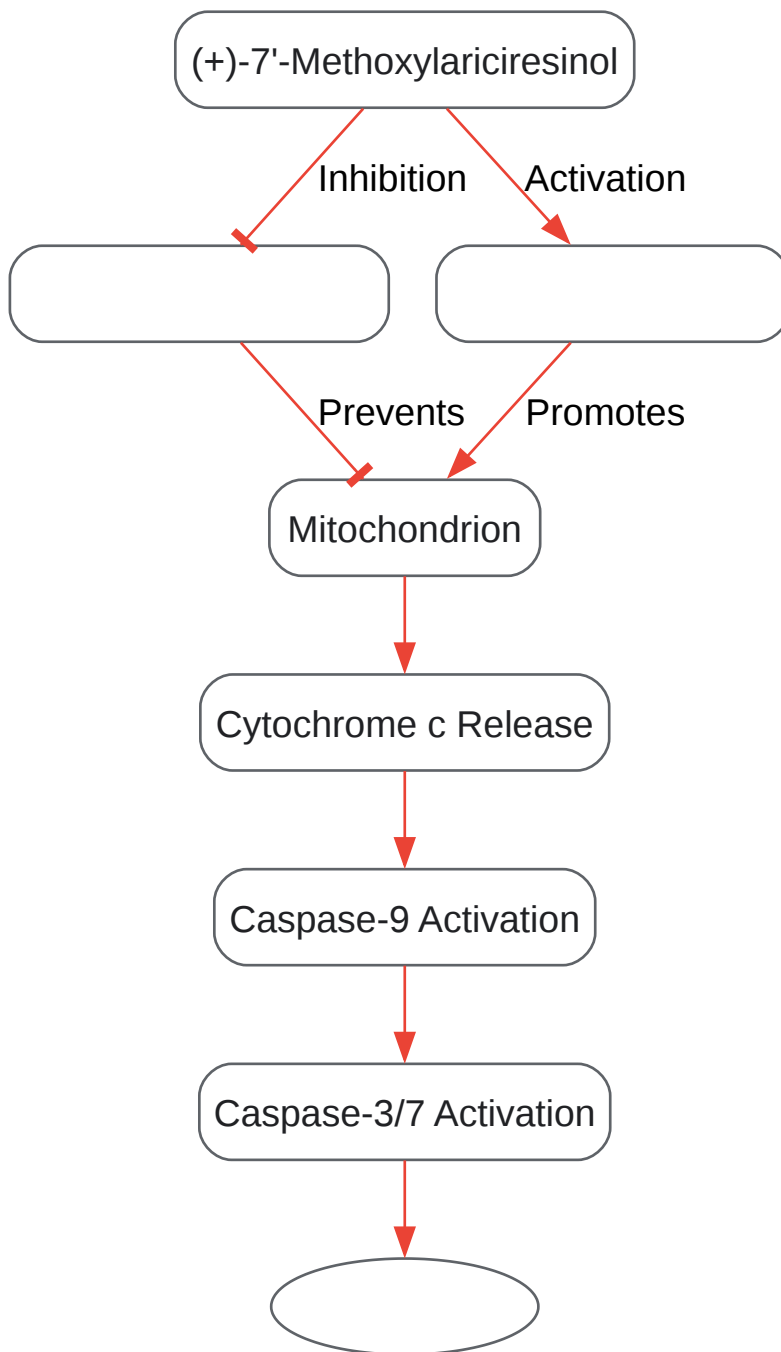 (+)-7'-Methoxylariciresinol
Inhibition
Activation
Prevents
Promotes
Mitochondrion
Cytochrome c Release
Caspase-9 Activation
Caspase-3/7 Activation